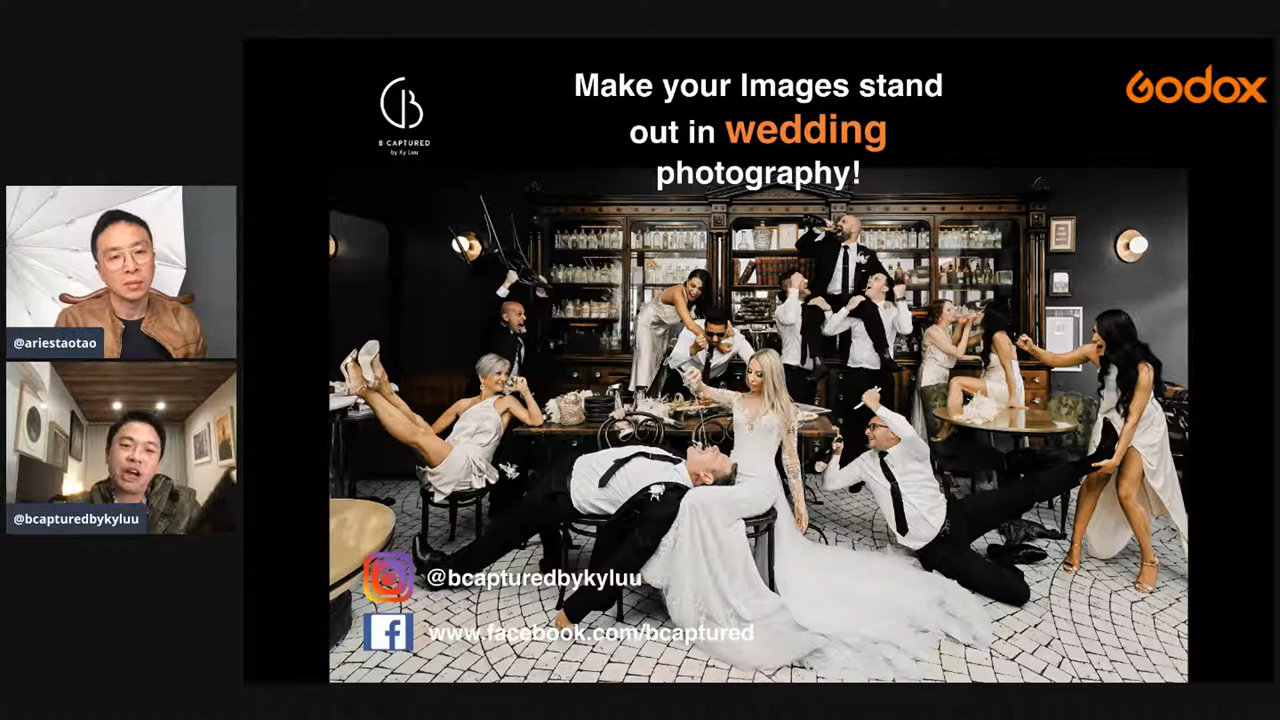 Make your Images stand
out in wedding
photography!
B CAPTURED
by Ky Luu
Godox
@ariestaotao
@bcapturedbykyluu
@bcapturedbykyluu
www.facebook.com/bcaptured